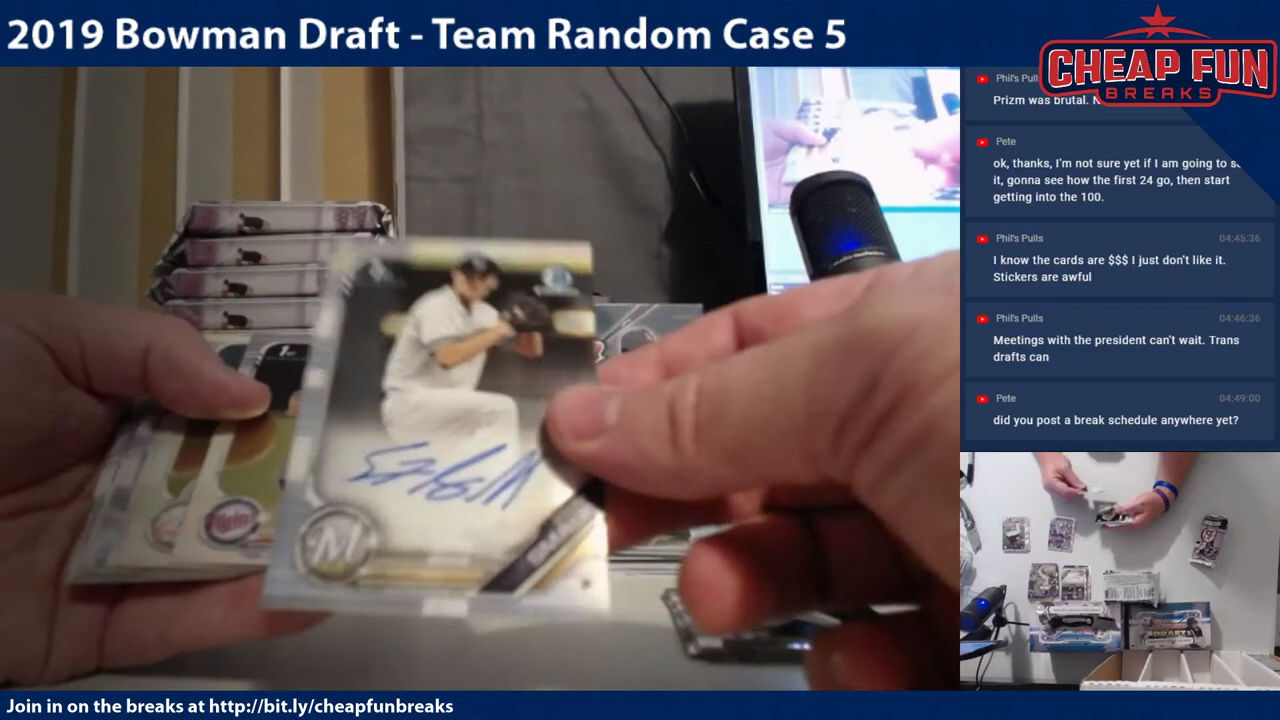 2019 Bowman Draft - Team Random Case 5
CHEAP FUN
BREAKS
Phil's Pull
Prizm was brutal. N
Pete
ok, thanks, I'm not sure yet if I am going to s
it, gonna see how the first 24 go, then start
getting into the 100.
Phil's Pulls 04:45:36
I know the cards are $$$ I just don't like it.
Stickers are awful
Phil's Pulls 04:46:36
Meetings with the president can't wait. Trans
drafts can
Pete 04:49:00
did you post a break schedule anywhere yet?
1ST
M
Join in on the breaks at http://bit.ly/cheapfunbreaks